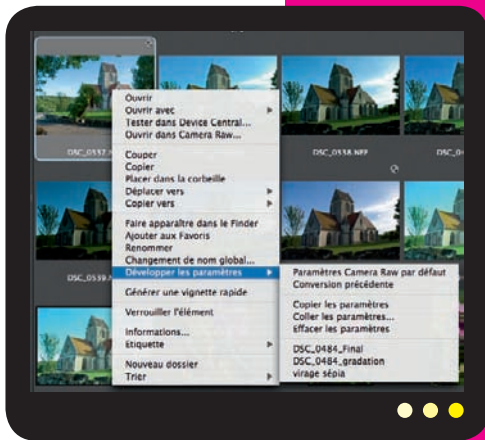 Ouvrir
Ouvrir avec
Tester dans Device Central...
Ouvrir dans Camera Raw...
Couper
Copier
Placer dans la corbeille
Déplacer vers
Copier vers
Faire apparaître dans le Finder
Ajouter aux Favoris
Renommer
Changement de nom global...
Développer les paramètres
Générer une vignette rapide
Verrouiller l'élément
Informations...
Etiquette
Nouveau dossier
Trier
Paramètres Camera Raw par défaut
Conversion précédente
Copier les paramètres
Coller les paramètres...
Effacer les paramètres
DSC_0484_Final
DSC_0484_gradation
virage sépia
DSC_0537.
DSC_0538.NEF
DSC_0539.